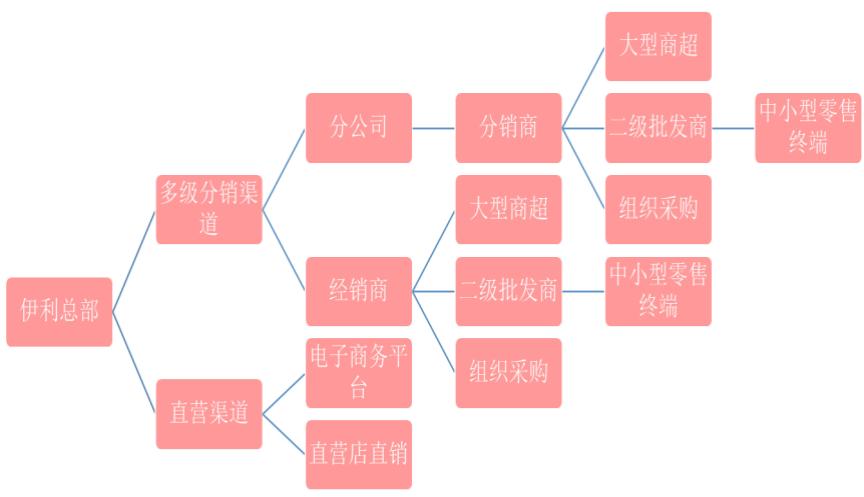 大型商超
分公司
分销商
二级批发商
中小型零售
终端
多级分销渠
道
大型商超
组织采购
伊利总部
经销商
二级批发商
中小型零售
终端
电子商务平
台
组织采购
直营渠道
直营店直销